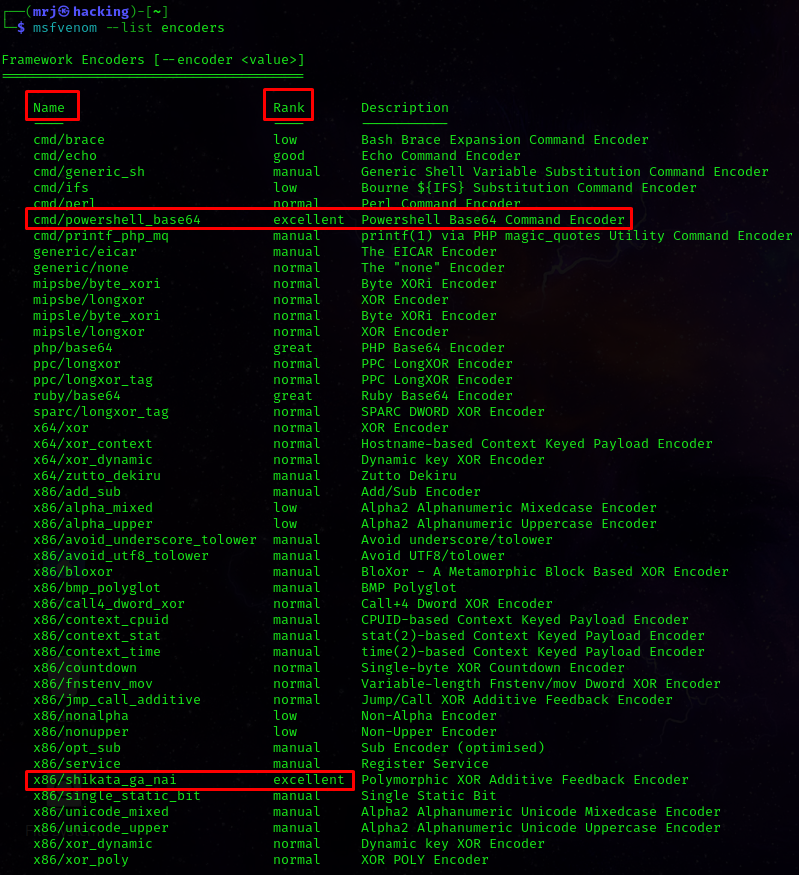 ┌──(mrj㉿hacking)-[~]
└─$ msfvenom --list encoders
Framework Encoders [--encoder <value>]
======================================
Name Rank Description
---- ---- -----------
cmd/brace low Bash Brace Expansion Command Encoder
cmd/echo good Echo Command Encoder
cmd/generic_sh manual Generic Shell Variable Substitution Command Encoder
cmd/ifs low Bourne ${IFS} Substitution Command Encoder
cmd/perl normal Perl Command Encoder
cmd/powershell_base64 excellent Powershell Base64 Command Encoder
cmd/printf_php_mq manual printf(1) via PHP magic_quotes Utility Command Encoder
generic/eicar manual The EICAR Encoder
generic/none normal The "none" Encoder
mipsbe/byte_xori normal Byte XORi Encoder
mipsbe/longxor normal XOR Encoder
mipsle/byte_xori normal Byte XORi Encoder
mipsle/longxor normal XOR Encoder
php/base64 great PHP Base64 Encoder
ppc/longxor normal PPC LongXOR Encoder
ppc/longxor_tag normal PPC LongXOR Encoder
ruby/base64 great Ruby Base64 Encoder
sparc/longxor_tag normal SPARC DWORD XOR Encoder
x64/xor normal XOR Encoder
x64/xor_context normal Hostname-based Context Keyed Payload Encoder
x64/xor_dynamic normal Dynamic key XOR Encoder
x64/zutto_dekiru manual Zutto Dekiru
x86/add_sub manual Add/Sub Encoder
x86/alpha_mixed low Alpha2 Alphanumeric Mixedcase Encoder
x86/alpha_upper low Alpha2 Alphanumeric Uppercase Encoder
x86/avoid_underscore_tolower manual Avoid underscore/tolower
x86/avoid_utf8_tolower manual Avoid UTF8/tolower
x86/bloxor manual BloXor - A Metamorphic Block Based XOR Encoder
x86/bmp_polyglot manual BMP Polyglot
x86/call4_dword_xor normal Call+4 Dword XOR Encoder
x86/context_cpuid manual CPUID-based Context Keyed Payload Encoder
x86/context_stat manual stat(2)-based Context Keyed Payload Encoder
x86/context_time manual time(2)-based Context Keyed Payload Encoder
x86/countdown normal Single-byte XOR Countdown Encoder
x86/fnstenv_mov normal Variable-length Fnstenv/mov Dword XOR Encoder
x86/jmp_call_additive normal Jump/Call XOR Additive Feedback Encoder
x86/nonalpha low Non-Alpha Encoder
x86/nonupper low Non-Upper Encoder
x86/opt_sub manual Sub Encoder (optimised)
x86/service manual Register Service
x86/shikata_ga_nai excellent Polymorphic XOR Additive Feedback Encoder
x86/single_static_bit manual Single Static Bit
x86/unicode_mixed manual Alpha2 Alphanumeric Unicode Mixedcase Encoder
x86/unicode_upper manual Alpha2 Alphanumeric Unicode Uppercase Encoder
x86/xor_dynamic normal Dynamic key XOR Encoder
x86/xor_poly normal XOR POLY Encoder